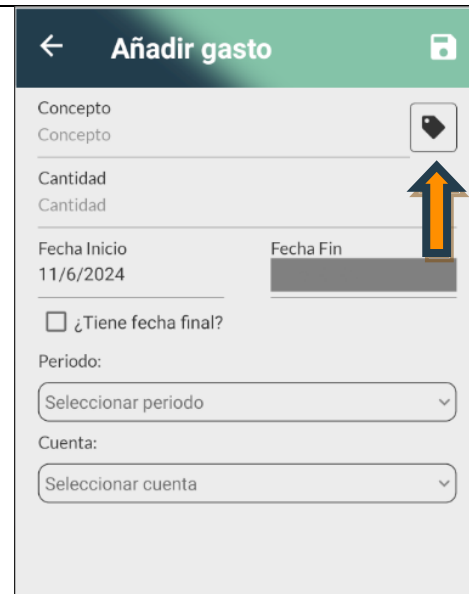 Añadir gasto
Concepto
Concepto
Cantidad
Cantidad
Fecha Inicio Fecha Fin
11/6/2024
¿Tiene fecha final?
Periodo:
Seleccionar periodo
Cuenta:
Seleccionar cuenta